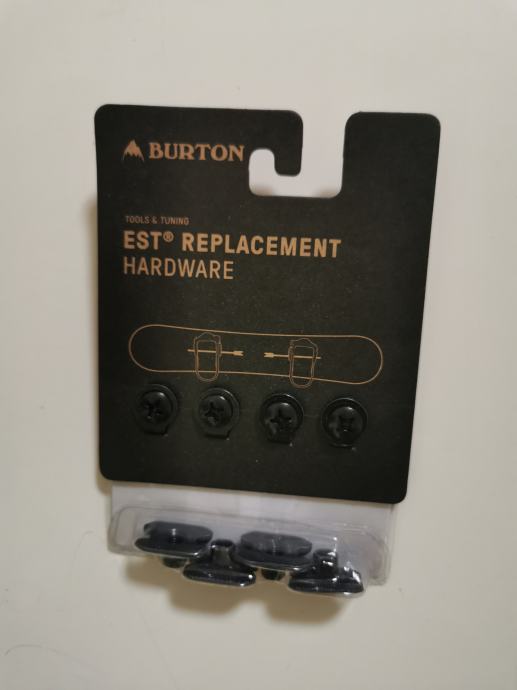 BURTON
TOOLS & TUNING
EST® REPLACEMENT
HARDWARE